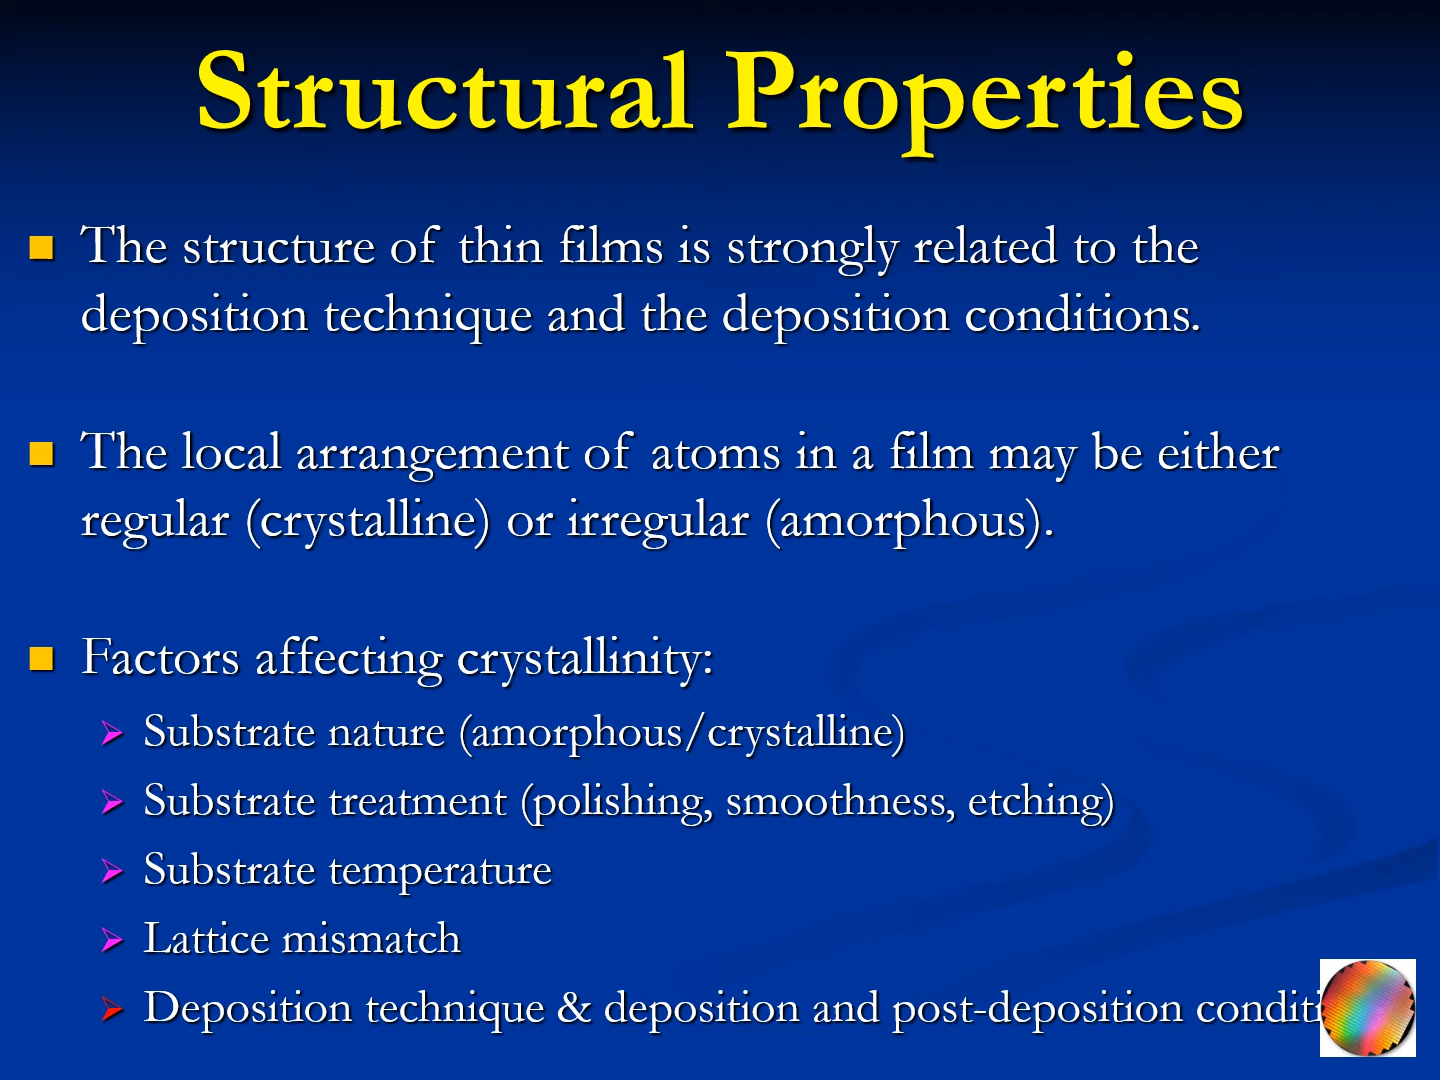 Structural Properties
The structure of thin films is strongly related to the
deposition technique and the deposition conditions.
The local arrangement of atoms in a film may be either
regular (crystalline) or irregular (amorphous).
Factors affecting crystallinity:
Substrate nature (amorphous/crystalline)
Substrate treatment (polishing, smoothness, etching)
Substrate temperature
Lattice mismatch
Deposition technique & deposition and post-deposition